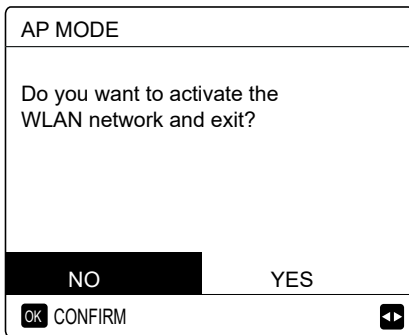 AP MODE
Do you want to activate the
WLAN network and exit?
NO YES
OK CONFIRM